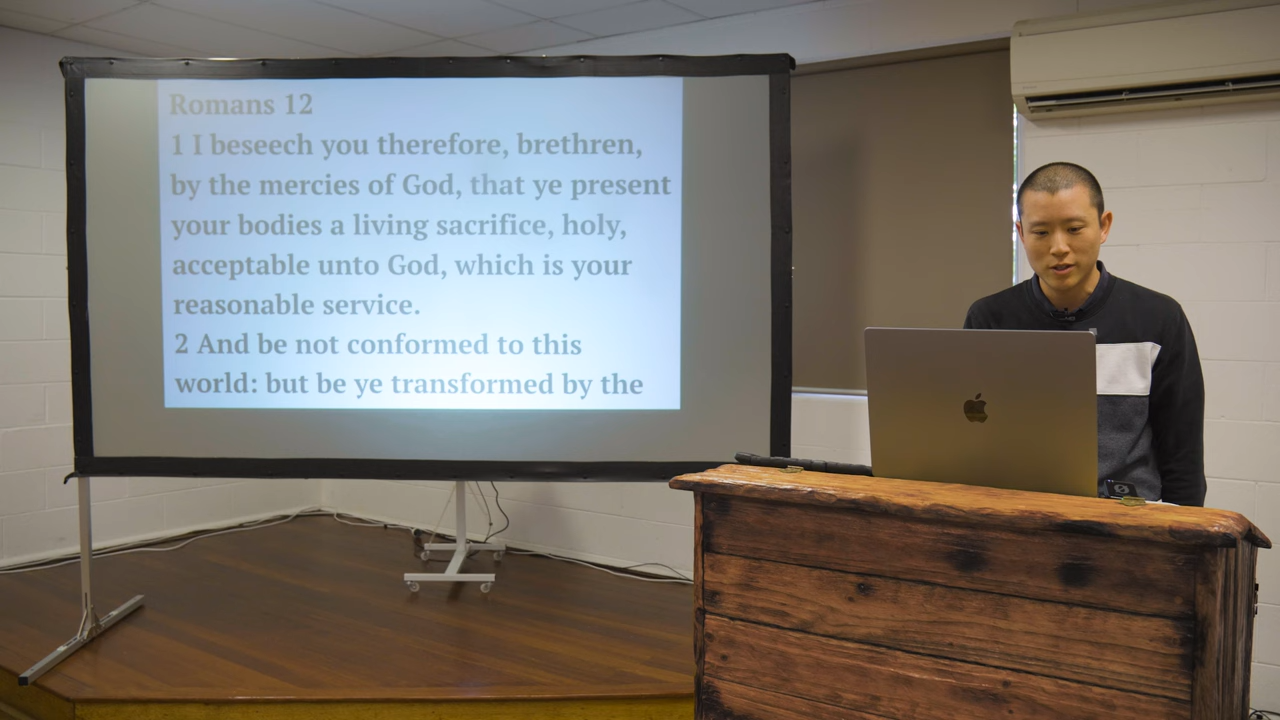 Romans 12
1 I beseech you therefore, brethren,
by the mercies of God, that ye present
your bodies a living sacrifice, holy,
acceptable unto God, which is your
reasonable service.
2 And be not conformed to this
world: but be ye transformed by the